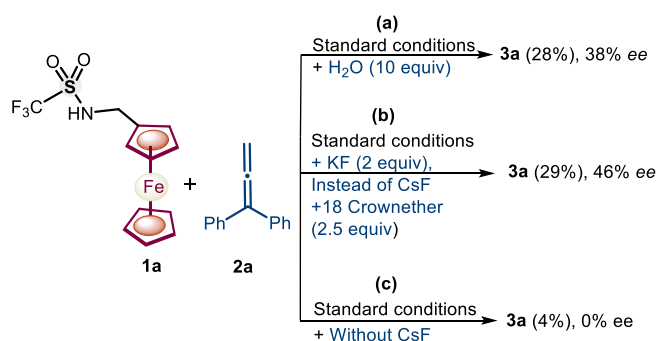 (a)
Standard conditions
+ H2O (10 equiv)
3a (28%), 38% ee
(b)
Standard conditions
+ KF (2 equiv),
Instead of CsF
+18 Crownether
(2.5 equiv)
3a (29%), 46% ee
(c)
Standard conditions
+ Without CsF
3a (4%), 0% ee
O O
S
F3C
HN
Fe
+
Ph Ph
1a
2a